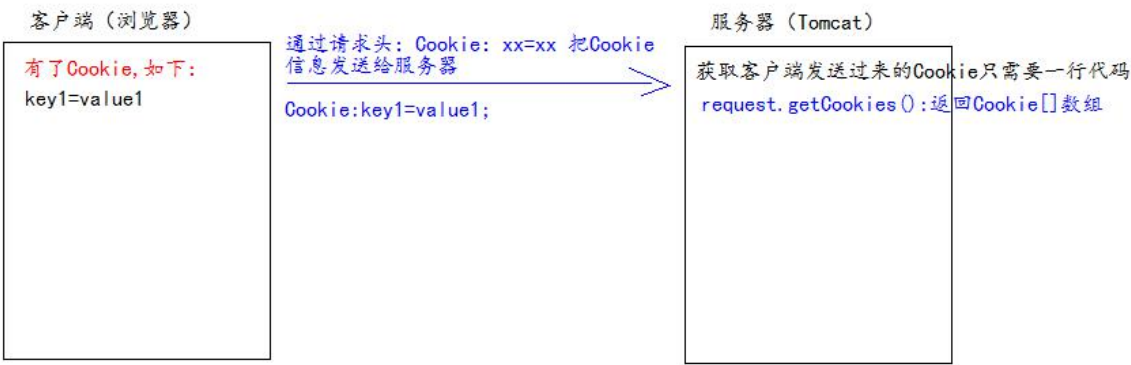 客户端（浏览器）
有了Cookie,如下:
key1=value1
通过请求头: Cookie: xx=xx 把Cookie
信息发送给服务器
Cookie:key1=value1;
服务器（Tomcat）
获取客户端发送过来的Cookie只需要一行代码
request.getCookies():返回Cookie[]数组